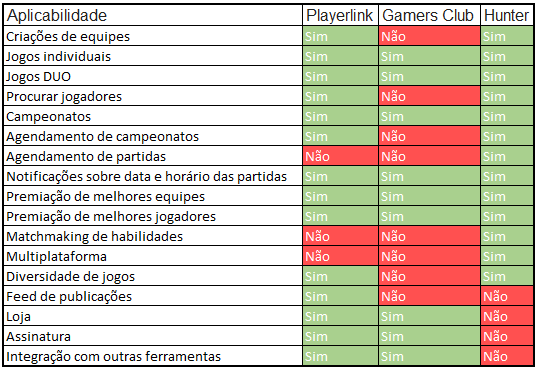 Aplicabilidade Playerlink Gamers Club Hunter
Criações de equipes Sim Não Sim
Jogos individuais Sim Sim Sim
Jogos DUO Sim Sim Sim
Procurar jogadores Sim Não Sim
Campeonatos Sim Sim Sim
Agendamento de campeonatos Sim Não Sim
Agendamento de partidas Não Não Sim
Notificações sobre data e horário das partidas Sim Sim Sim
Premiação de melhores equipes Sim Sim Sim
Premiação de melhores jogadores Sim Sim Sim
Matchmaking de habilidades Não Não Sim
Multiplataforma Não Não Sim
Diversidade de jogos Sim Não Sim
Feed de publicações Sim Não Não
Loja Sim Sim Não
Assinatura Sim Sim Não
Integração com outras ferramentas Sim Sim Não